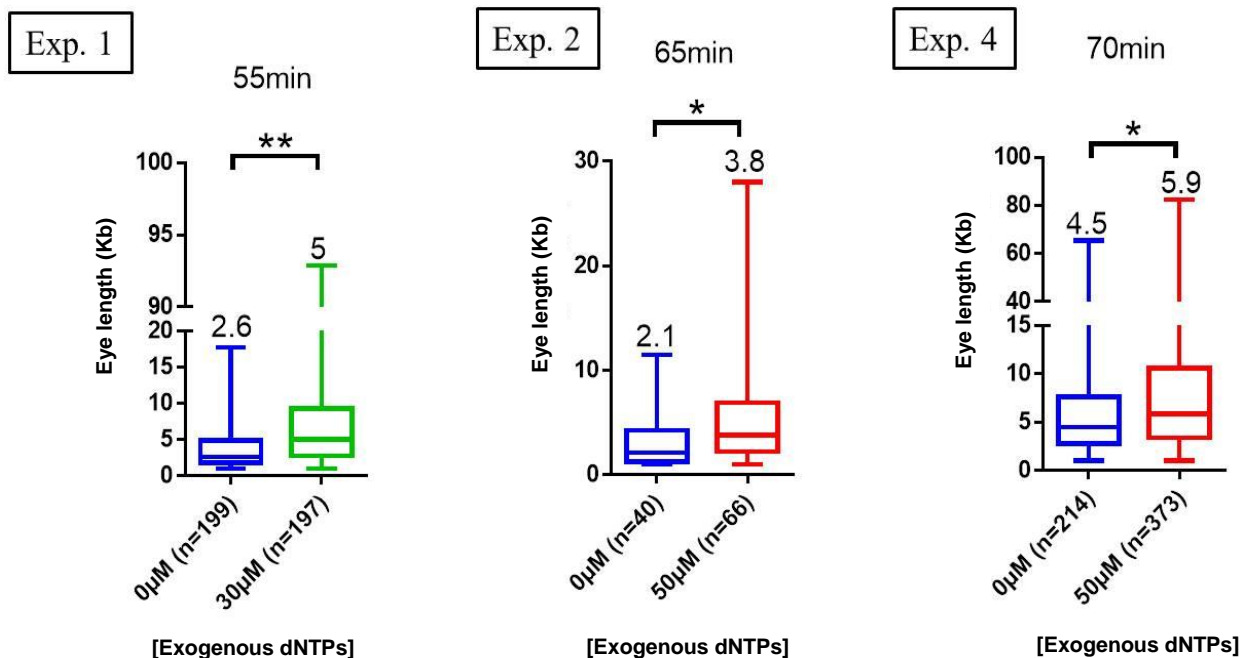 Exp. 1
55min
**
100
95
90
20
15
10
5
0
2.6
5
Eye length (Kb)
0µM (n=199)
30µM (n=197)
[Exogenous dNTPs]
Exp. 2
65min
*
30
20
10
0
2.1
3.8
Eye length (Kb)
0µM (n=40)
50µM (n=66)
[Exogenous dNTPs]
Exp. 4
70min
*
100
80
60
40
15
10
5
0
4.5
5.9
Eye length (Kb)
0µM (n=214)
50µM (n=373)
[Exogenous dNTPs]